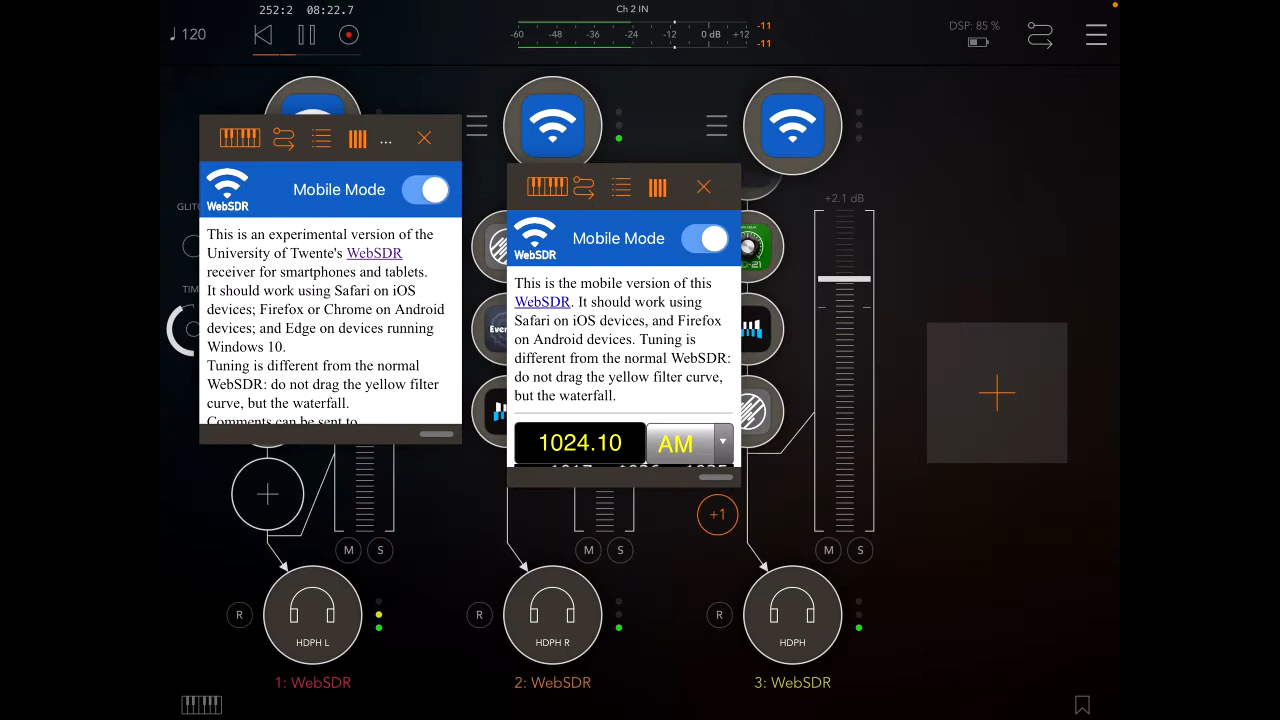 252:2 08:22.7
120
Ch 2 IN
-60 -48 -36 -24 -12 0 dB +12
-11
-11
DSP: 85 %
+2.1 dB
Mobile Mode
WebSDR
This is an experimental version of the
University of Twente's WebSDR
receiver for smartphones and tablets.
It should work using Safari on iOS
devices; Firefox or Chrome on Android
devices; and Edge on devices running
Windows 10.
Tuning is different from the normal
WebSDR: do not drag the yellow filter
curve, but the waterfall.
Comments can be sent to
Mobile Mode
WebSDR
This is the mobile version of this
WebSDR. It should work using
Safari on iOS devices, and Firefox
on Android devices. Tuning is
different from the normal WebSDR:
do not drag the yellow filter curve,
but the waterfall.
1024.10 AM
+1
M S M S M S
R R R
HDPH L HDPH R HDPH
1: WebSDR 2: WebSDR 3: WebSDR